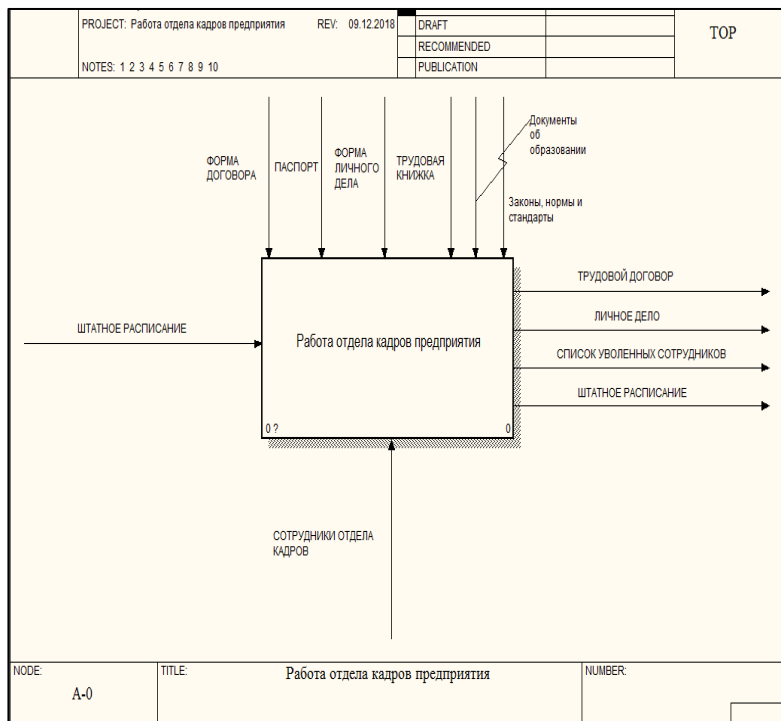 PROJECT: Работа отдела кадров предприятия
REV: 09.12.2018
DRAFT
RECOMMENDED
PUBLICATION
TOP
NOTES: 1 2 3 4 5 6 7 8 9 10
Документы
об
образовании
ФОРМА
ДОГОВОРА
ПАСПОРТ
ФОРМА
ЛИЧНОГО
ДЕЛА
ТРУДОВАЯ
КНИЖКА
Законы, нормы и
стандарты
ШТАТНОЕ РАСПИСАНИЕ
Работа отдела кадров предприятия
0 ?
0
ТРУДОВОЙ ДОГОВОР
ЛИЧНОЕ ДЕЛО
СПИСОК УВОЛЕННЫХ СОТРУДНИКОВ
ШТАТНОЕ РАСПИСАНИЕ
СОТРУДНИКИ ОТДЕЛА
КАДРОВ
NODE:
A-0
TITLE:
Работа отдела кадров предприятия
NUMBER: